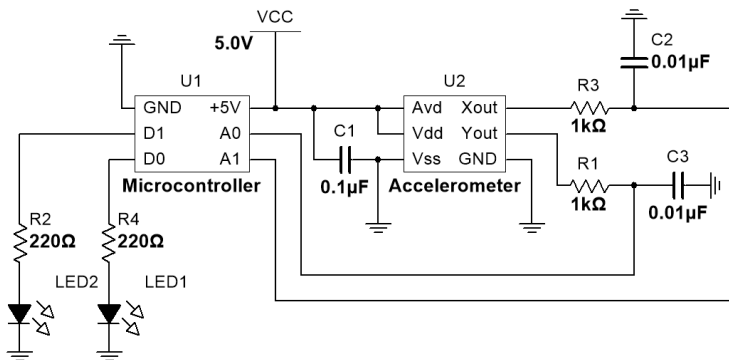 VCC
5.0V
C2
0.01µF
U1
U2
R3
1kΩ
GND +5V
D1 A0
D0 A1
Microcontroller
C1
0.1µF
Avd Xout
Vdd Yout
Vss GND
Accelerometer
R1
1kΩ
C3
0.01µF
R2
220Ω
R4
220Ω
LED2
LED1